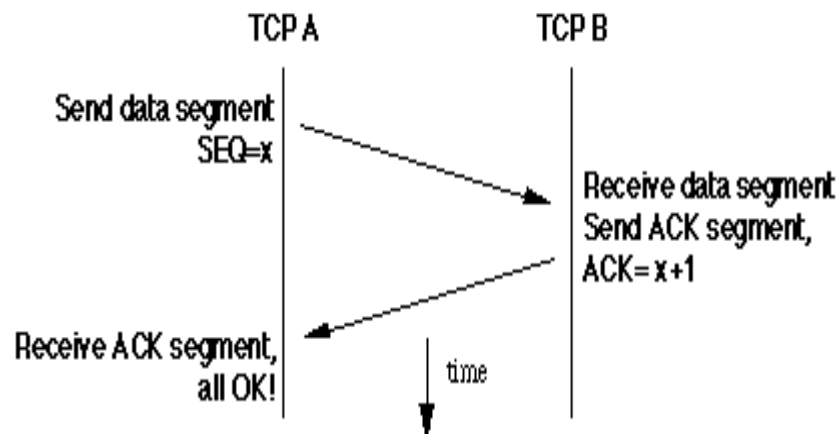 TCP A
TCP B
Send data segment
SEQ=x
Receive data segment
Send ACK segment,
ACK= x+1
Receive ACK segment,
all OK!
time